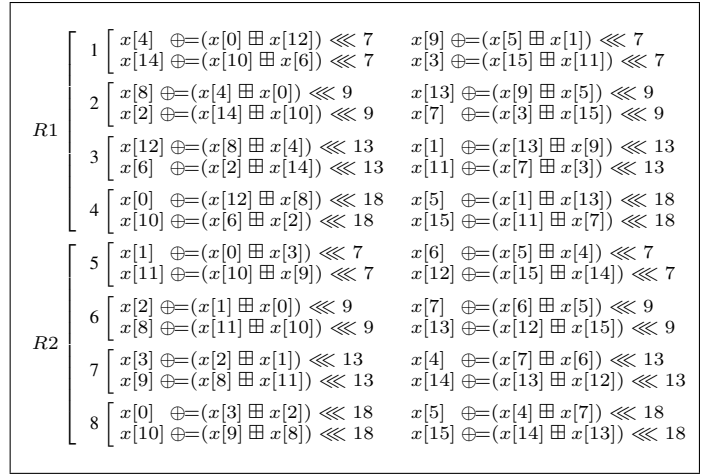 x[4] ⊕=(x[0] ⊞ x[12]) ⋘ 7 x[9] ⊕=(x[5] ⊞ x[1]) ⋘ 7
1 x[14] ⊕=(x[10] ⊞ x[6]) ⋘ 7 x[3] ⊕=(x[15] ⊞ x[11]) ⋘ 7
x[8] ⊕=(x[4] ⊞ x[0]) ⋘ 9 x[13] ⊕=(x[9] ⊞ x[5]) ⋘ 9
2 x[2] ⊕=(x[14] ⊞ x[10]) ⋘ 9 x[7] ⊕=(x[3] ⊞ x[15]) ⋘ 9
R1
x[12] ⊕=(x[8] ⊞ x[4]) ⋘ 13 x[1] ⊕=(x[13] ⊞ x[9]) ⋘ 13
3 x[6] ⊕=(x[2] ⊞ x[14]) ⋘ 13 x[11] ⊕=(x[7] ⊞ x[3]) ⋘ 13
x[0] ⊕=(x[12] ⊞ x[8]) ⋘ 18 x[5] ⊕=(x[1] ⊞ x[13]) ⋘ 18
4 x[10] ⊕=(x[6] ⊞ x[2]) ⋘ 18 x[15] ⊕=(x[11] ⊞ x[7]) ⋘ 18
x[1] ⊕=(x[0] ⊞ x[3]) ⋘ 7 x[6] ⊕=(x[5] ⊞ x[4]) ⋘ 7
5 x[11] ⊕=(x[10] ⊞ x[9]) ⋘ 7 x[12] ⊕=(x[15] ⊞ x[14]) ⋘ 7
x[2] ⊕=(x[1] ⊞ x[0]) ⋘ 9 x[7] ⊕=(x[6] ⊞ x[5]) ⋘ 9
6 x[8] ⊕=(x[11] ⊞ x[10]) ⋘ 9 x[13] ⊕=(x[12] ⊞ x[15]) ⋘ 9
R2
x[3] ⊕=(x[2] ⊞ x[1]) ⋘ 13 x[4] ⊕=(x[7] ⊞ x[6]) ⋘ 13
7 x[9] ⊕=(x[8] ⊞ x[11]) ⋘ 13 x[14] ⊕=(x[13] ⊞ x[12]) ⋘ 13
x[0] ⊕=(x[3] ⊞ x[2]) ⋘ 18 x[5] ⊕=(x[4] ⊞ x[7]) ⋘ 18
8 x[10] ⊕=(x[9] ⊞ x[8]) ⋘ 18 x[15] ⊕=(x[14] ⊞ x[13]) ⋘ 18